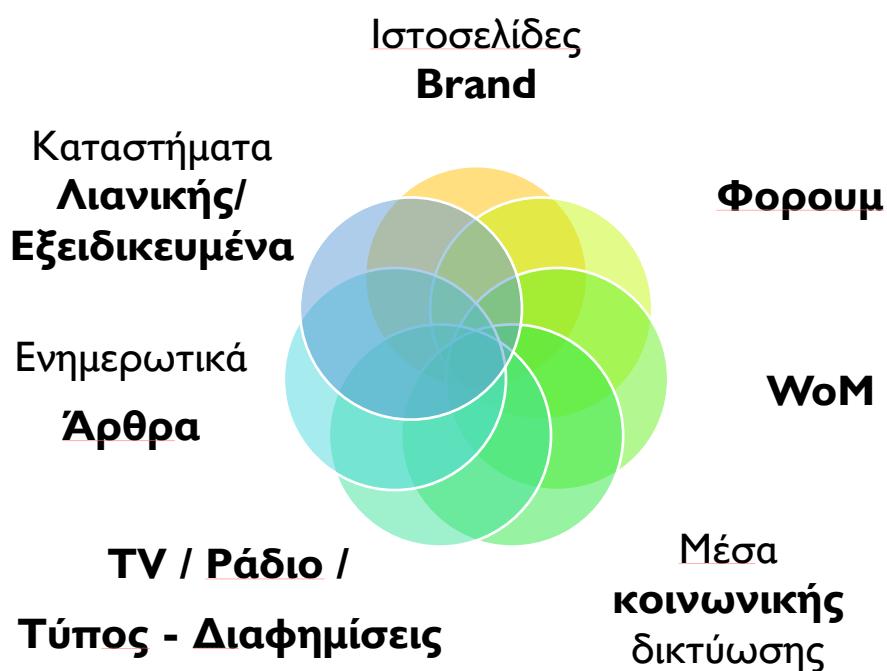 Ιστοσελίδες
Brand
Καταστήματα
Λιανικής/
Εξειδικευμένα
Φορουμ
Ενημερωτικά
Άρθρα
WoM
TV / Ράδιο /
Τύπος - Διαφημίσεις
Μέσα
κοινωνικής
δικτύωσης